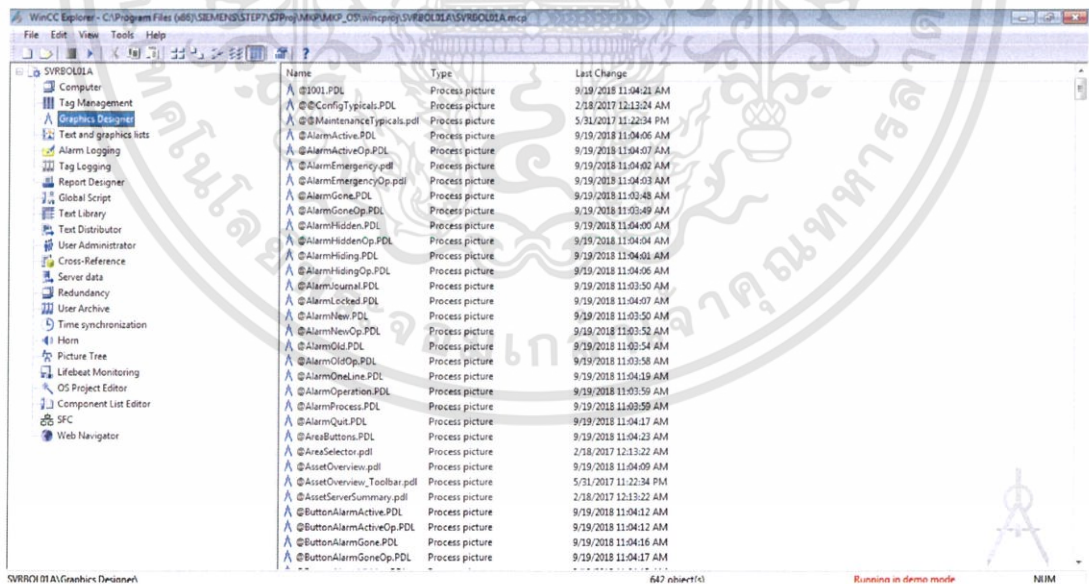 WinCC Explorer - C:\Program Files (x86)\SIEMENS\STEP7\S7Proj\MKP\MKP_OS\wincproj\SVRBOL01A\SVRBOL01A.mcp
File Edit View Tools Help
SVRBOL01A
Computer
Tag Management
Graphics Designer
Text and graphics lists
Alarm Logging
Tag Logging
Report Designer
Global Script
Text Library
Text Distributor
User Administrator
Cross-Reference
Server data
Redundancy
User Archive
Time synchronization
Horn
Picture Tree
Lifebeat Monitoring
OS Project Editor
Component List Editor
SFC
Web Navigator
Name Type Last Change
@1001.PDL Process picture 9/19/2018 11:04:21 AM
@@ConfigTypicals.PDL Process picture 2/18/2017 12:13:24 AM
@@MaintenanceTypicals.pdl Process picture 5/31/2017 11:22:34 PM
@AlarmActive.PDL Process picture 9/19/2018 11:04:06 AM
@AlarmActiveOp.PDL Process picture 9/19/2018 11:04:07 AM
@AlarmEmergency.pdl Process picture 9/19/2018 11:04:02 AM
@AlarmEmergencyOp.pdl Process picture 9/19/2018 11:04:03 AM
@AlarmGone.PDL Process picture 9/19/2018 11:03:48 AM
@AlarmGoneOp.PDL Process picture 9/19/2018 11:03:49 AM
@AlarmHidden.PDL Process picture 9/19/2018 11:04:00 AM
@AlarmHiddenOp.PDL Process picture 9/19/2018 11:04:04 AM
@AlarmHiding.PDL Process picture 9/19/2018 11:04:01 AM
@AlarmHidingOp.PDL Process picture 9/19/2018 11:04:06 AM
@AlarmJournal.PDL Process picture 9/19/2018 11:03:50 AM
@AlarmLocked.PDL Process picture 9/19/2018 11:04:07 AM
@AlarmNew.PDL Process picture 9/19/2018 11:03:50 AM
@AlarmNewOp.PDL Process picture 9/19/2018 11:03:52 AM
@AlarmOld.PDL Process picture 9/19/2018 11:03:54 AM
@AlarmOldOp.PDL Process picture 9/19/2018 11:03:58 AM
@AlarmOneLine.PDL Process picture 9/19/2018 11:04:19 AM
@AlarmOperation.PDL Process picture 9/19/2018 11:03:59 AM
@AlarmProcess.PDL Process picture 9/19/2018 11:03:59 AM
@AlarmQuit.PDL Process picture 9/19/2018 11:04:17 AM
@AreaButtons.PDL Process picture 9/19/2018 11:04:23 AM
@AreaSelector.pdl Process picture 2/18/2017 12:13:22 AM
@AssetOverview.pdl Process picture 9/19/2018 11:04:09 AM
@AssetOverview_Toolbar.pdl Process picture 5/31/2017 11:22:34 PM
@AssetServerSummary.pdl Process picture 2/18/2017 12:13:22 AM
@ButtonAlarmActive.PDL Process picture 9/19/2018 11:04:12 AM
@ButtonAlarmActiveOp.PDL Process picture 9/19/2018 11:04:12 AM
@ButtonAlarmGone.PDL Process picture 9/19/2018 11:04:16 AM
@ButtonAlarmGoneOp.PDL Process picture 9/19/2018 11:04:17 AM
SVRBOL01A\Graphics Designer\ 642 object(s) Running in demo mode NUM